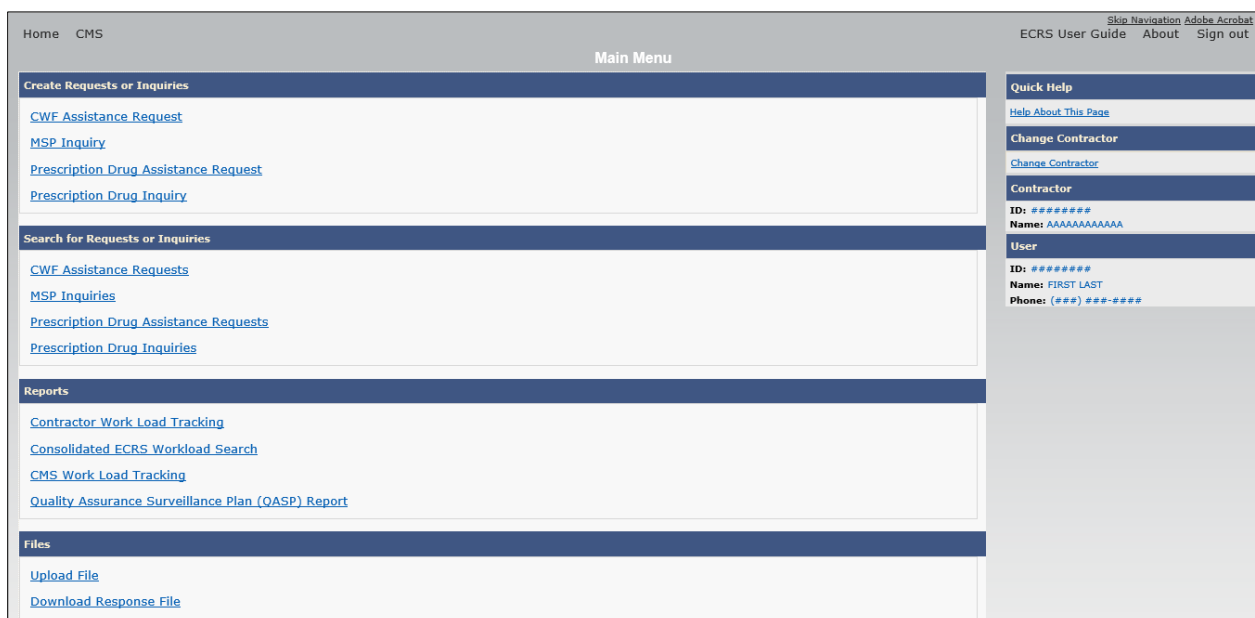 Skip Navigation Adobe Acrobat
Home CMS ECRS User Guide About Sign out
Main Menu
Create Requests or Inquiries
CWF Assistance Request
MSP Inquiry
Prescription Drug Assistance Request
Prescription Drug Inquiry
Search for Requests or Inquiries
CWF Assistance Requests
MSP Inquiries
Prescription Drug Assistance Requests
Prescription Drug Inquiries
Reports
Contractor Work Load Tracking
Consolidated ECRS Workload Search
CMS Work Load Tracking
Quality Assurance Surveillance Plan (QASP) Report
Files
Upload File
Download Response File
Quick Help
Help About This Page
Change Contractor
Change Contractor
Contractor
ID: ########
Name: AAAAAAAAAAAA
User
ID: ########
Name: FIRST LAST
Phone: (###) ###-####